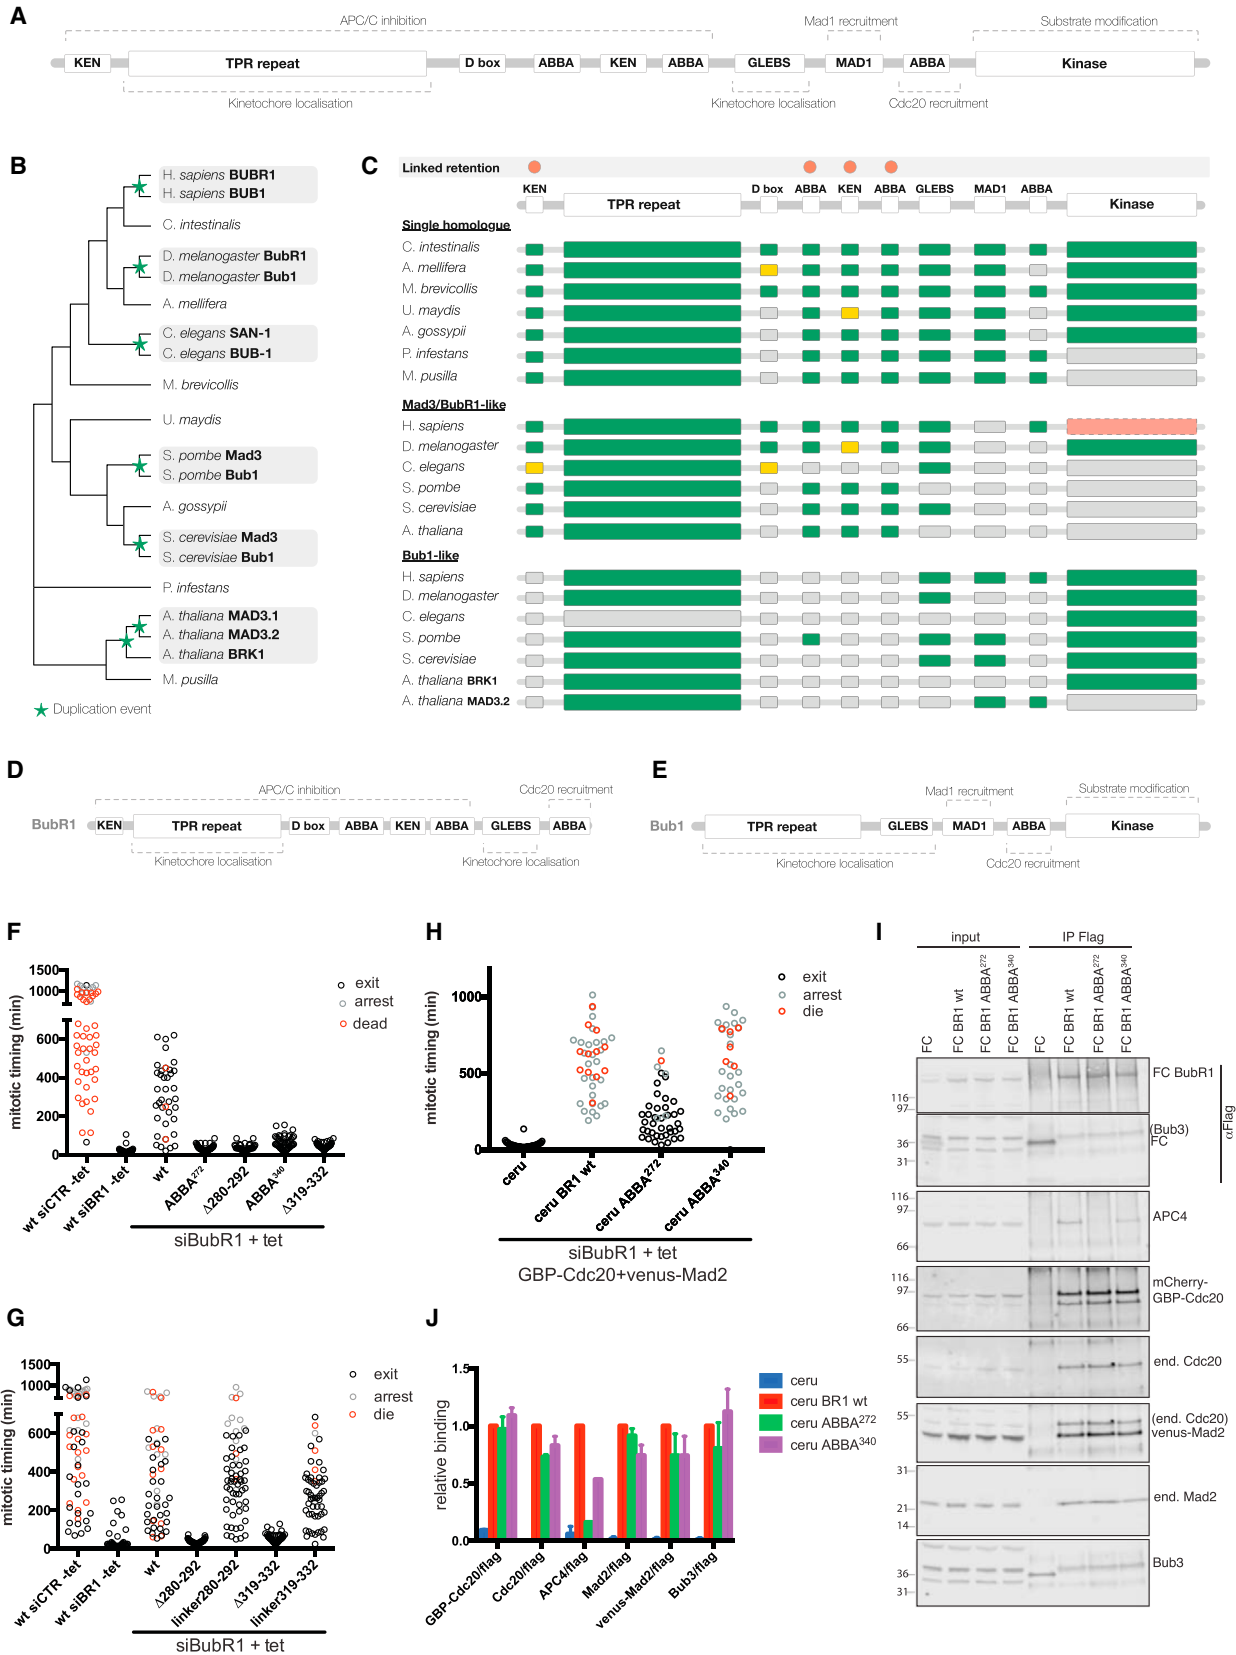 A
APC/C inhibition
Mad1 recruitment
Substrate modification
KEN
TPR repeat
D box
ABBA
KEN
ABBA
GLEBS
MAD1
ABBA
Kinase
Kinetochore localisation
Kinetochore localisation
Cdc20 recruitment
B
H. sapiens BUBR1
H. sapiens BUB1
C. intestinalis
D. melanogaster BubR1
D. melanogaster Bub1
A. mellifera
C. elegans SAN-1
C. elegans BUB-1
M. brevicollis
U. maydis
S. pombe Mad3
S. pombe Bub1
A. gossypii
S. cerevisiae Mad3
S. cerevisiae Bub1
P. infestans
A. thaliana MAD3.1
A. thaliana MAD3.2
A. thaliana BRK1
M. pusilla
Duplication event
C
Linked retention
KEN
TPR repeat
D box
ABBA
KEN
ABBA
GLEBS
MAD1
ABBA
Kinase
Single homologue
C. intestinalis
A. mellifera
M. brevicollis
U. maydis
A. gossypii
P. infestans
M. pusilla
Mad3/BubR1-like
H. sapiens
D. melanogaster
C. elegans
S. pombe
S. cerevisiae
A. thaliana
Bub1-like
H. sapiens
D. melanogaster
C. elegans
S. pombe
S. cerevisiae
A. thaliana BRK1
A. thaliana MAD3.2
D
APC/C inhibition
Cdc20 recruitment
BubR1
KEN
TPR repeat
D box
ABBA
KEN
ABBA
GLEBS
ABBA
Kinetochore localisation
Kinetochore localisation
E
Mad1 recruitment
Substrate modification
Bub1
TPR repeat
GLEBS
MAD1
ABBA
Kinase
Kinetochore localisation
Cdc20 recruitment
F
mitotic timing (min)
1500
1000
600
400
200
0
exit
arrest
dead
wt siCTR -tet
wt siBR1 -tet
wt
ABBA²⁷²
Δ280-292
ABBA³⁴⁰
Δ319-332
siBubR1 + tet
G
mitotic timing (min)
1500
1000
600
400
200
0
exit
arrest
die
wt siCTR -tet
wt siBR1 -tet
wt
Δ280-292
linker280-292
Δ319-332
linker319-332
siBubR1 + tet
H
mitotic timing (min)
1000
500
0
exit
arrest
die
ceru
ceru BR1 wt
ceru ABBA²⁷²
ceru ABBA³⁴⁰
siBubR1 + tet
GBP-Cdc20+venus-Mad2
I
input
IP Flag
FC
FC BR1 wt
FC BR1 ABBA²⁷²
FC BR1 ABBA³⁴⁰
FC
FC BR1 wt
FC BR1 ABBA²⁷²
FC BR1 ABBA³⁴⁰
116
97
FC BubR1
36
31
(Bub3)
FC
αFlag
116
97
66
APC4
116
97
66
mCherry-
GBP-Cdc20
55
end. Cdc20
55
(end. Cdc20)
venus-Mad2
31
21
14
end. Mad2
36
31
Bub3
J
relative binding
1.5
1.0
0.5
0.0
ceru
ceru BR1 wt
ceru ABBA²⁷²
ceru ABBA³⁴⁰
GBP-Cdc20/flag
Cdc20/flag
APC4/flag
Mad2/flag
venus-Mad2/flag
Bub3/flag